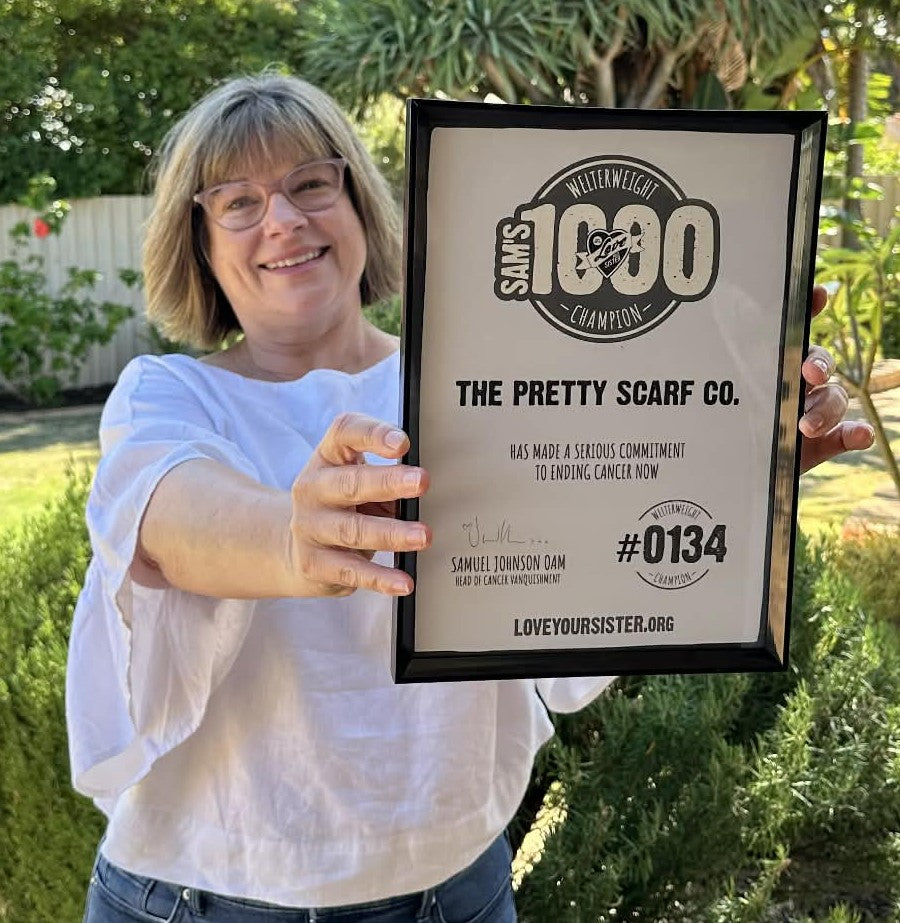 WELTERWEIGHT
SAM'S 1000
Love
SISTER
CHAMPION
THE PRETTY SCARF CO.
HAS MADE A SERIOUS COMMITMENT
TO ENDING CANCER NOW
SAMUEL JOHNSON OAM
HEAD OF CANCER VANQUISHMENT
WELTERWEIGHT
#0134
CHAMPION
LOVEYOURSISTER.ORG